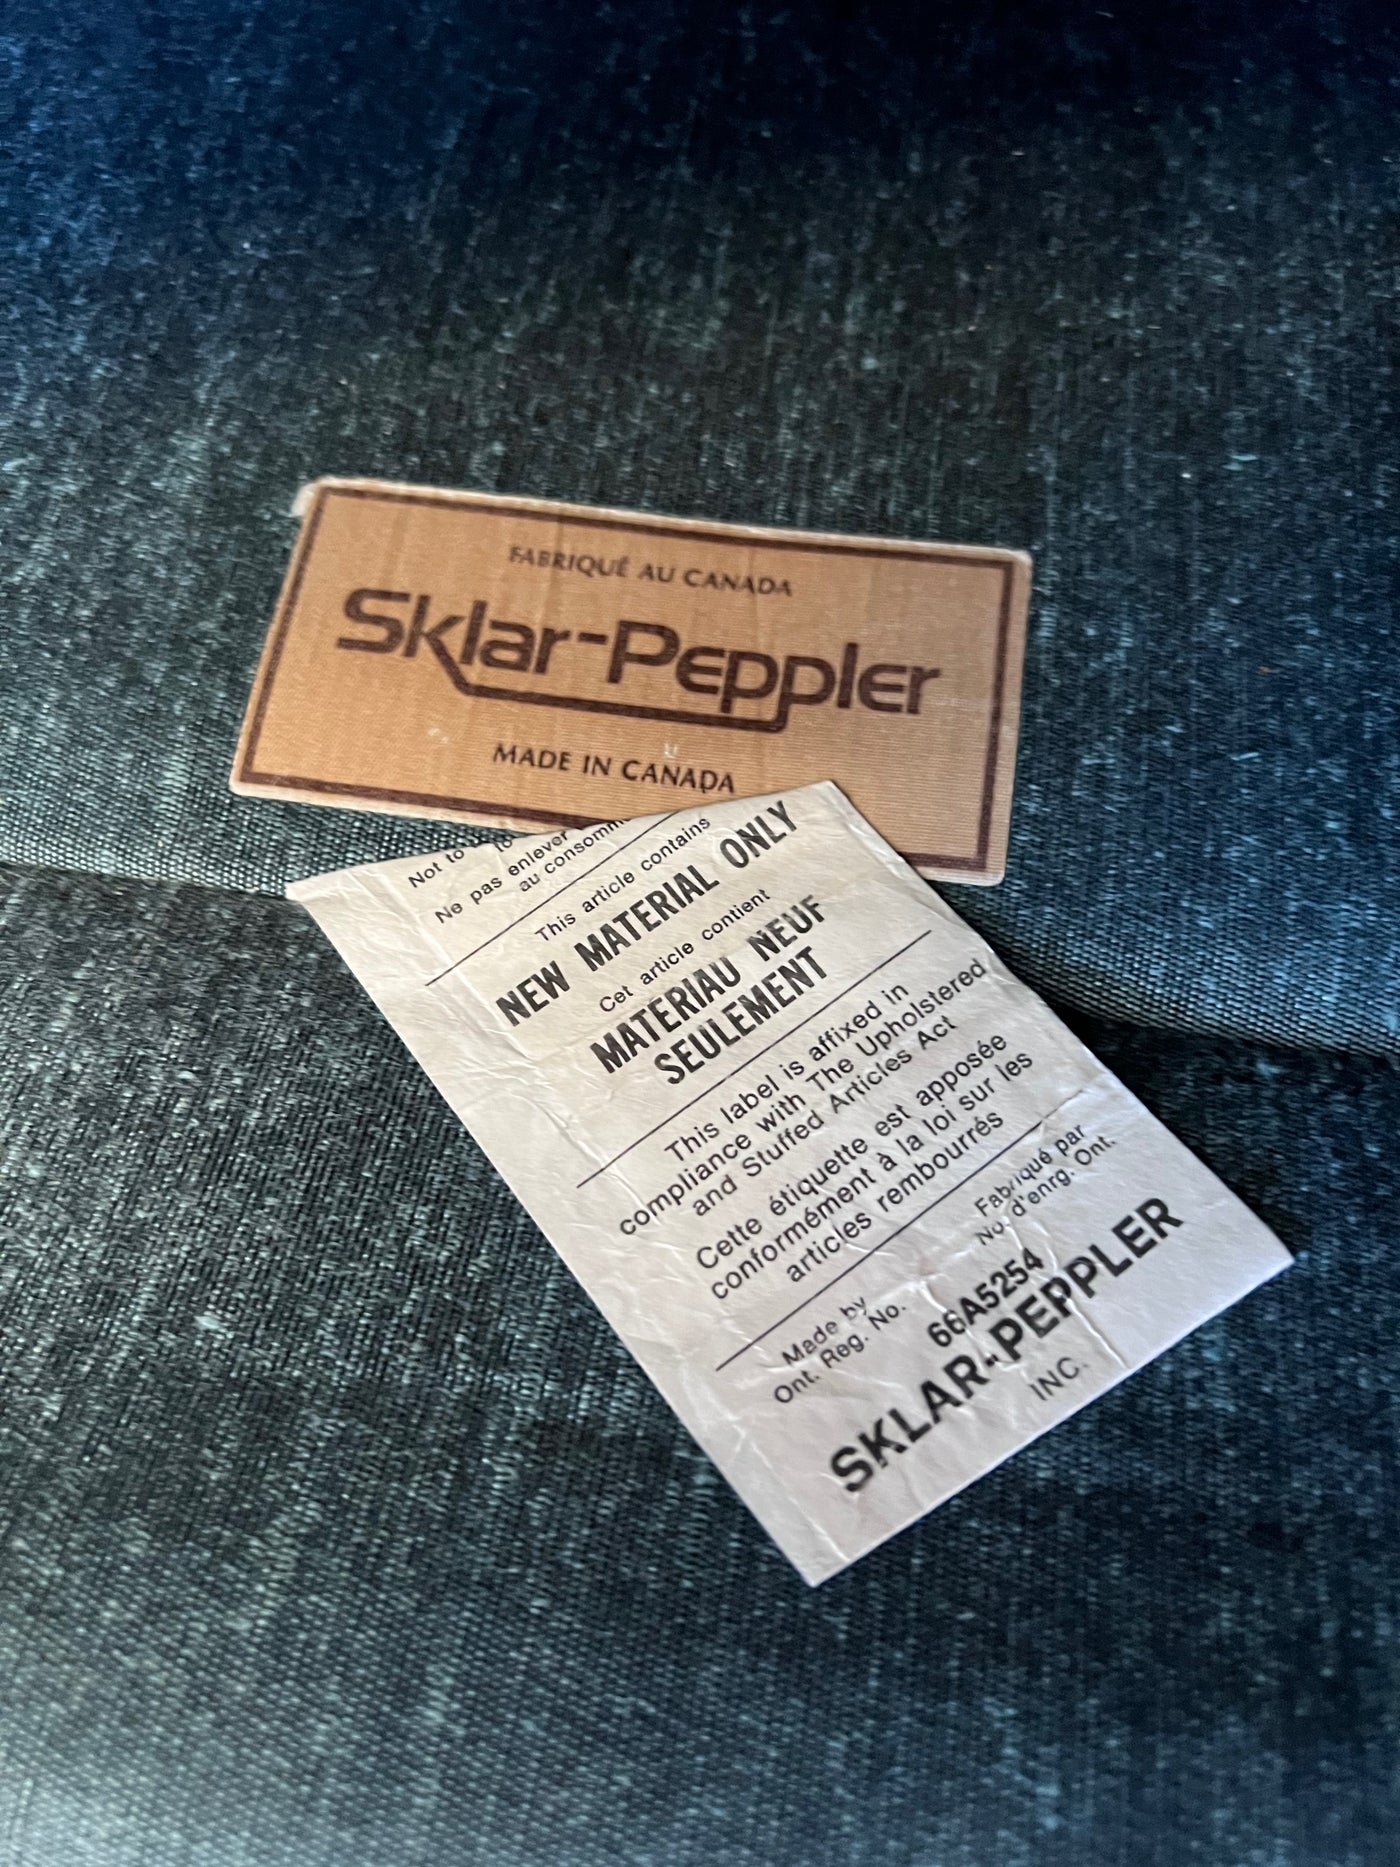 FABRIQUÉ AU CANADA
Sklar-Peppler
MADE IN CANADA
Not to
Ne pas enlever
au
This article contains
NEW MATERIAL ONLY
Cet article contient
MATERIAU NEUF
SEULEMENT
This label is affixed in
compliance with The Upholstered
and Stuffed Articles Act
Cette étiquette est apposée
conformément à la loi sur les
articles rembourrés
Made by Fabriqué par
Ont. Reg. No. No. d'enrg. Ont.
66A5254
SKLAR-PEPPLER
INC.